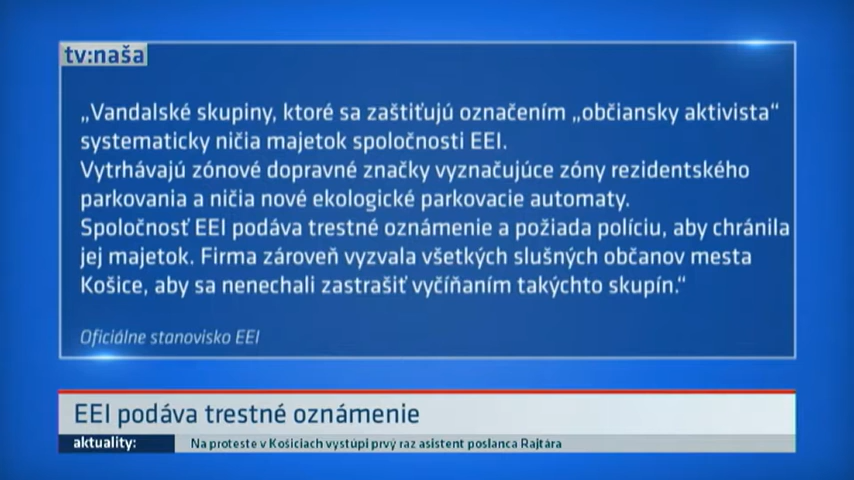 tv:naša
„Vandalské skupiny, ktoré sa zaštiťujú označením „občiansky aktivista“
systematicky ničia majetok spoločnosti EEI.
Vytrhávajú zónové dopravné značky vyznačujúce zóny rezidentského
parkovania a ničia nové ekologické parkovacie automaty.
Spoločnosť EEI podáva trestné oznámenie a požiada políciu, aby chránila
jej majetok. Firma zároveň vyzvala všetkých slušných občanov mesta
Košice, aby sa nenechali zastrašiť vyčíňaním takýchto skupín.“
Oficiálne stanovisko EEI
EEI podáva trestné oznámenie
aktuality: Na proteste v Košiciach vystúpi prvý raz asistent poslanca Rajtára